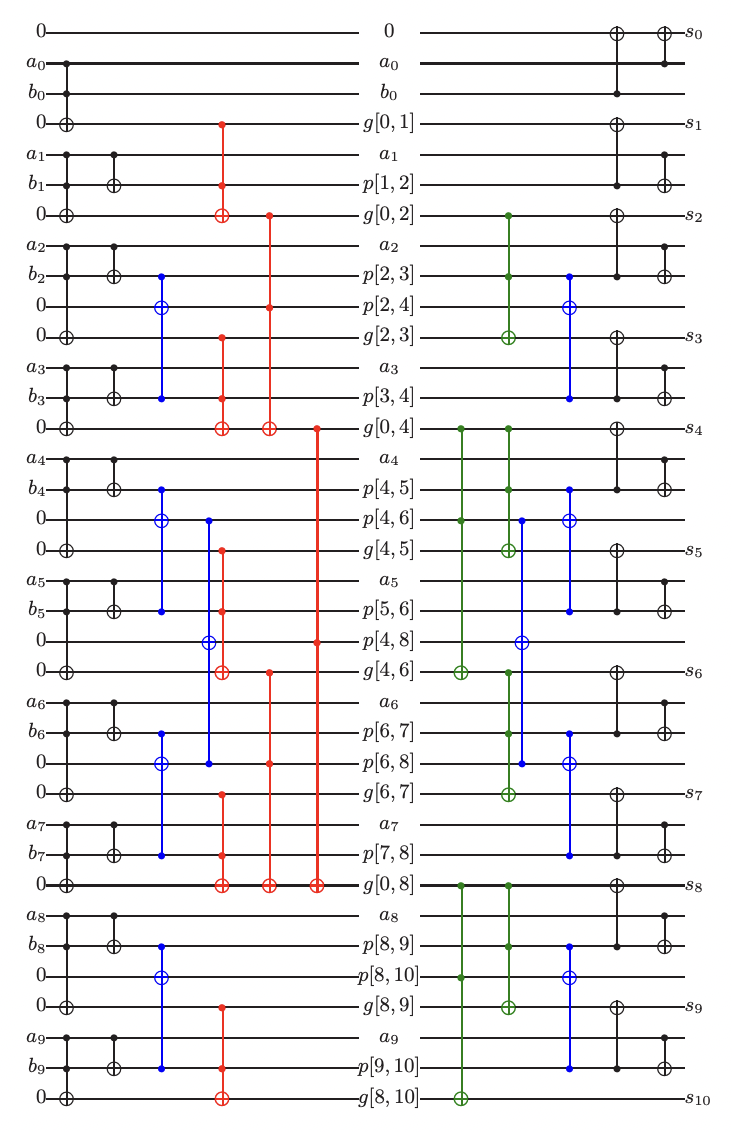 0 0 s₀
a₀ a₀
b₀ b₀
0 g[0, 1] s₁
a₁ a₁
b₁ p[1, 2]
0 g[0, 2] s₂
a₂ a₂
b₂ p[2, 3]
0 p[2, 4]
0 g[2, 3] s₃
a₃ a₃
b₃ p[3, 4]
0 g[0, 4] s₄
a₄ a₄
b₄ p[4, 5]
0 p[4, 6]
0 g[4, 5] s₅
a₅ a₅
b₅ p[5, 6]
0 p[4, 8]
0 g[4, 6] s₆
a₆ a₆
b₆ p[6, 7]
0 p[6, 8]
0 g[6, 7] s₇
a₇ a₇
b₇ p[7, 8]
0 g[0, 8] s₈
a₈ a₈
b₈ p[8, 9]
0 p[8, 10]
0 g[8, 9] s₉
a₉ a₉
b₉ p[9, 10]
0 g[8, 10] s₁₀